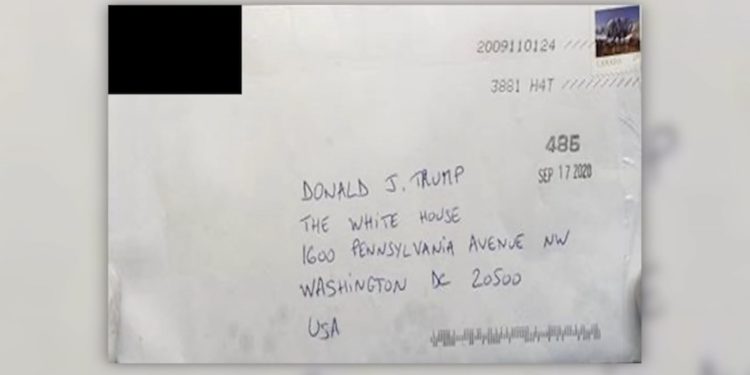 2009110124
3881 H4T
CANADA
485
SEP 17 2020
DONALD J. TRUMP
THE WHITE HOUSE
1600 PENNSYLVANIA AVENUE NW
WASHINGTON DC 20500
USA